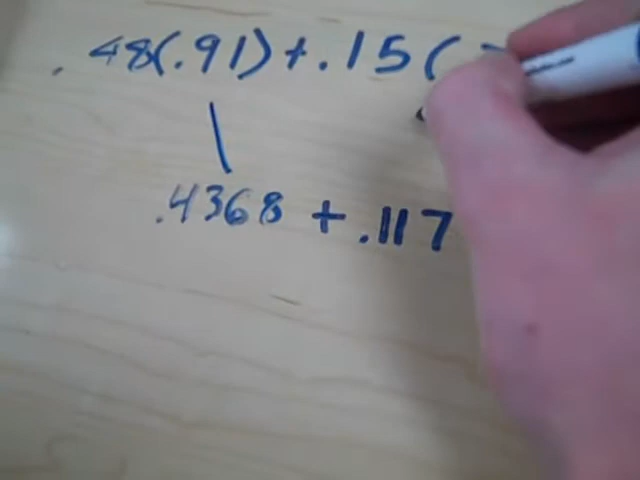 .48(.91)+.15(
.4368 + .117